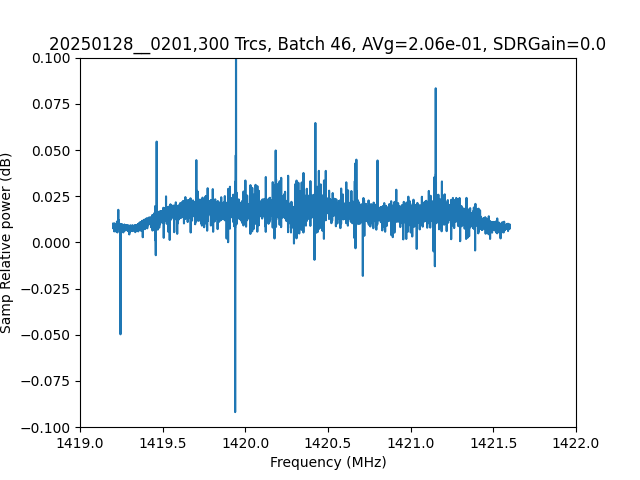 20250128__0201,300 Trcs, Batch 46, AVg=2.06e-01, SDRGain=0.0
0.100
0.075
0.050
0.025
0.000
−0.025
−0.050
−0.075
−0.100
Samp Relative power (dB)
1419.0 1419.5 1420.0 1420.5 1421.0 1421.5 1422.0
Frequency (MHz)